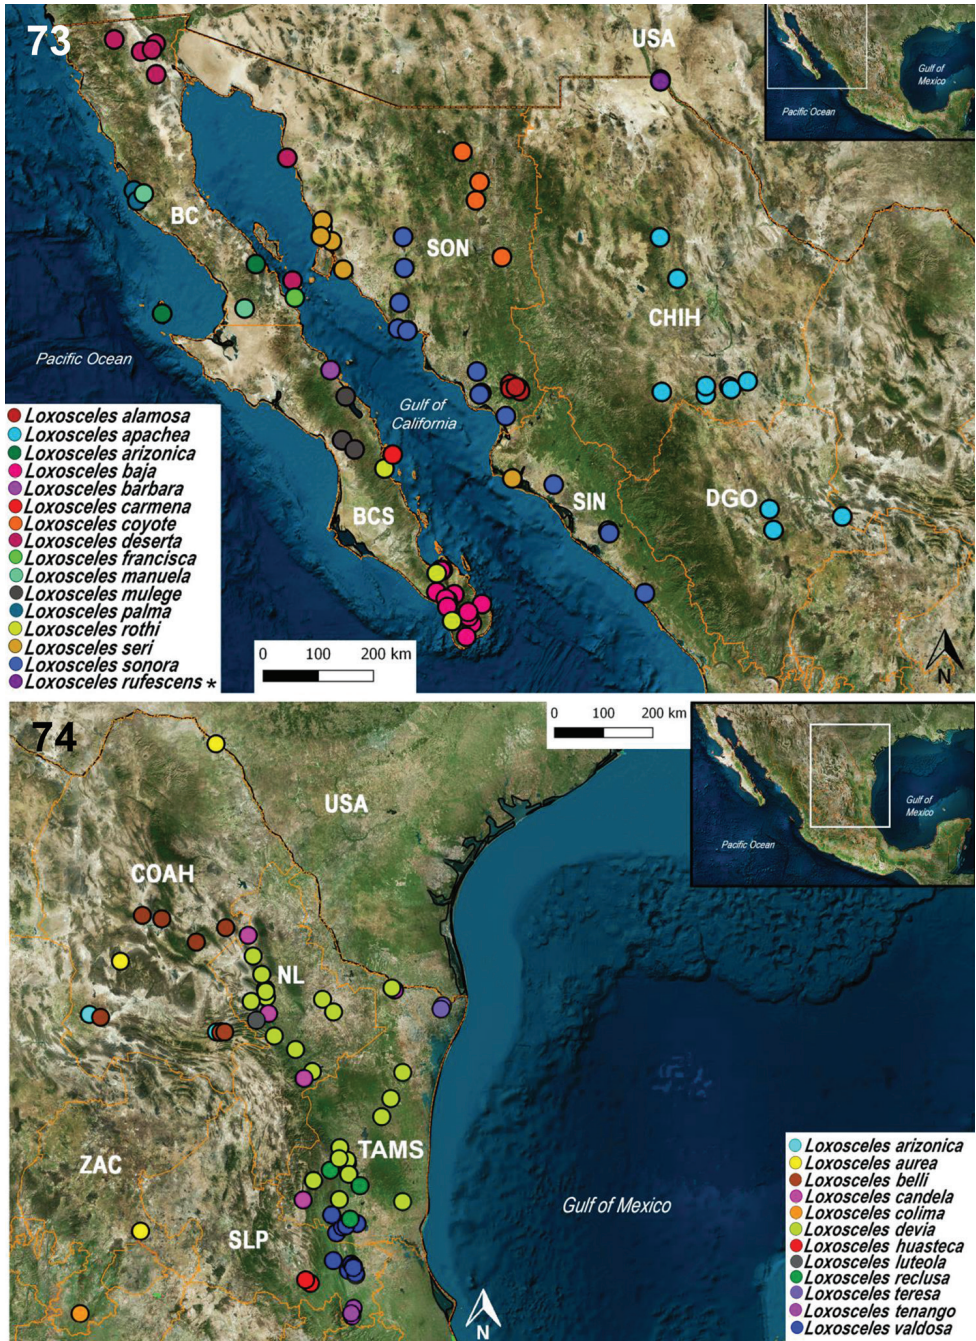 73
USA
Gulf of
Mexico
Pacific Ocean
BC
SON
CHIH
Pacific Ocean
Gulf of
California
Loxosceles alamosa
Loxosceles apachea
Loxosceles arizonica
Loxosceles baja
Loxosceles barbara
Loxosceles carmena
Loxosceles coyote
Loxosceles deserta
Loxosceles francisca
Loxosceles manuela
Loxosceles mulege
Loxosceles palma
Loxosceles rothi
Loxosceles seri
Loxosceles sonora
Loxosceles rufescens *
BCS
SIN
DGO
0 100 200 km
N
74
0 100 200 km
USA
Gulf of
Mexico
Pacific Ocean
COAH
NL
TAMS
ZAC
SLP
Gulf of Mexico
N
Loxosceles arizonica
Loxosceles aurea
Loxosceles belli
Loxosceles candela
Loxosceles colima
Loxosceles devia
Loxosceles huasteca
Loxosceles luteola
Loxosceles reclusa
Loxosceles teresa
Loxosceles tenango
Loxosceles valdosa